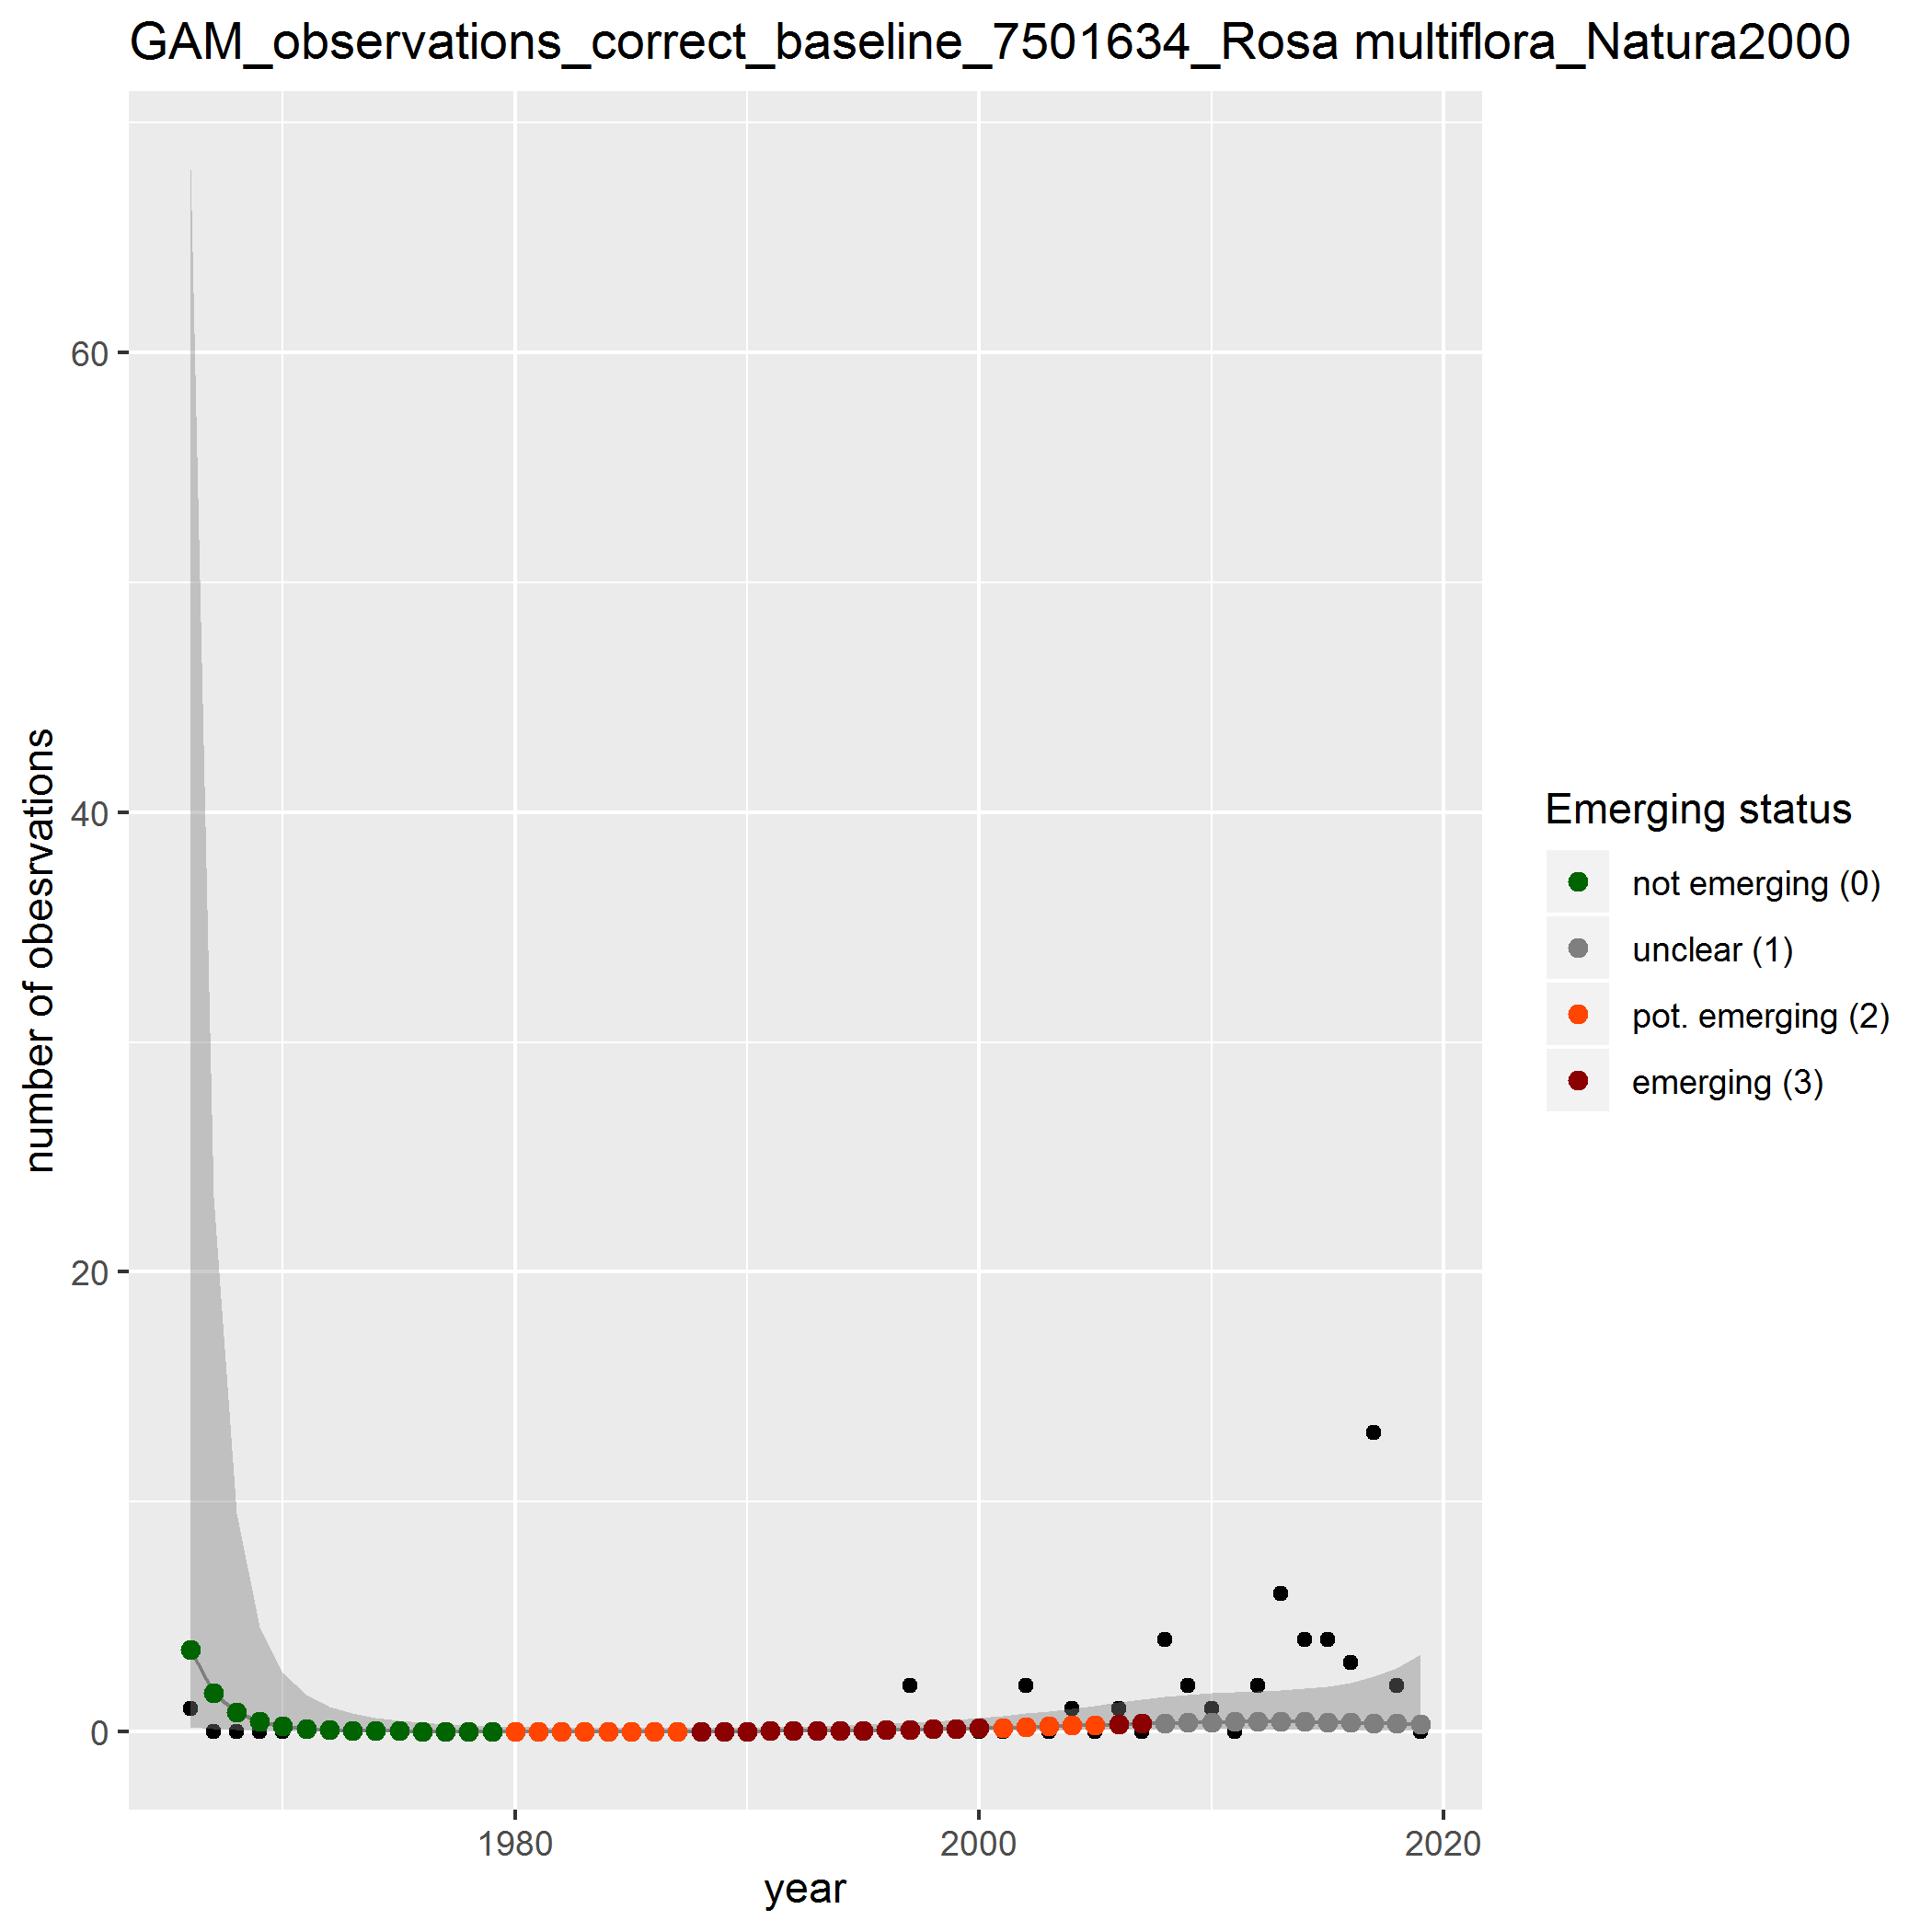 GAM_observations_correct_baseline_7501634_Rosa multiflora_Natura2000
number of obesrvations
60
40
20
0
1980
2000
2020
year
Emerging status
not emerging (0)
unclear (1)
pot. emerging (2)
emerging (3)